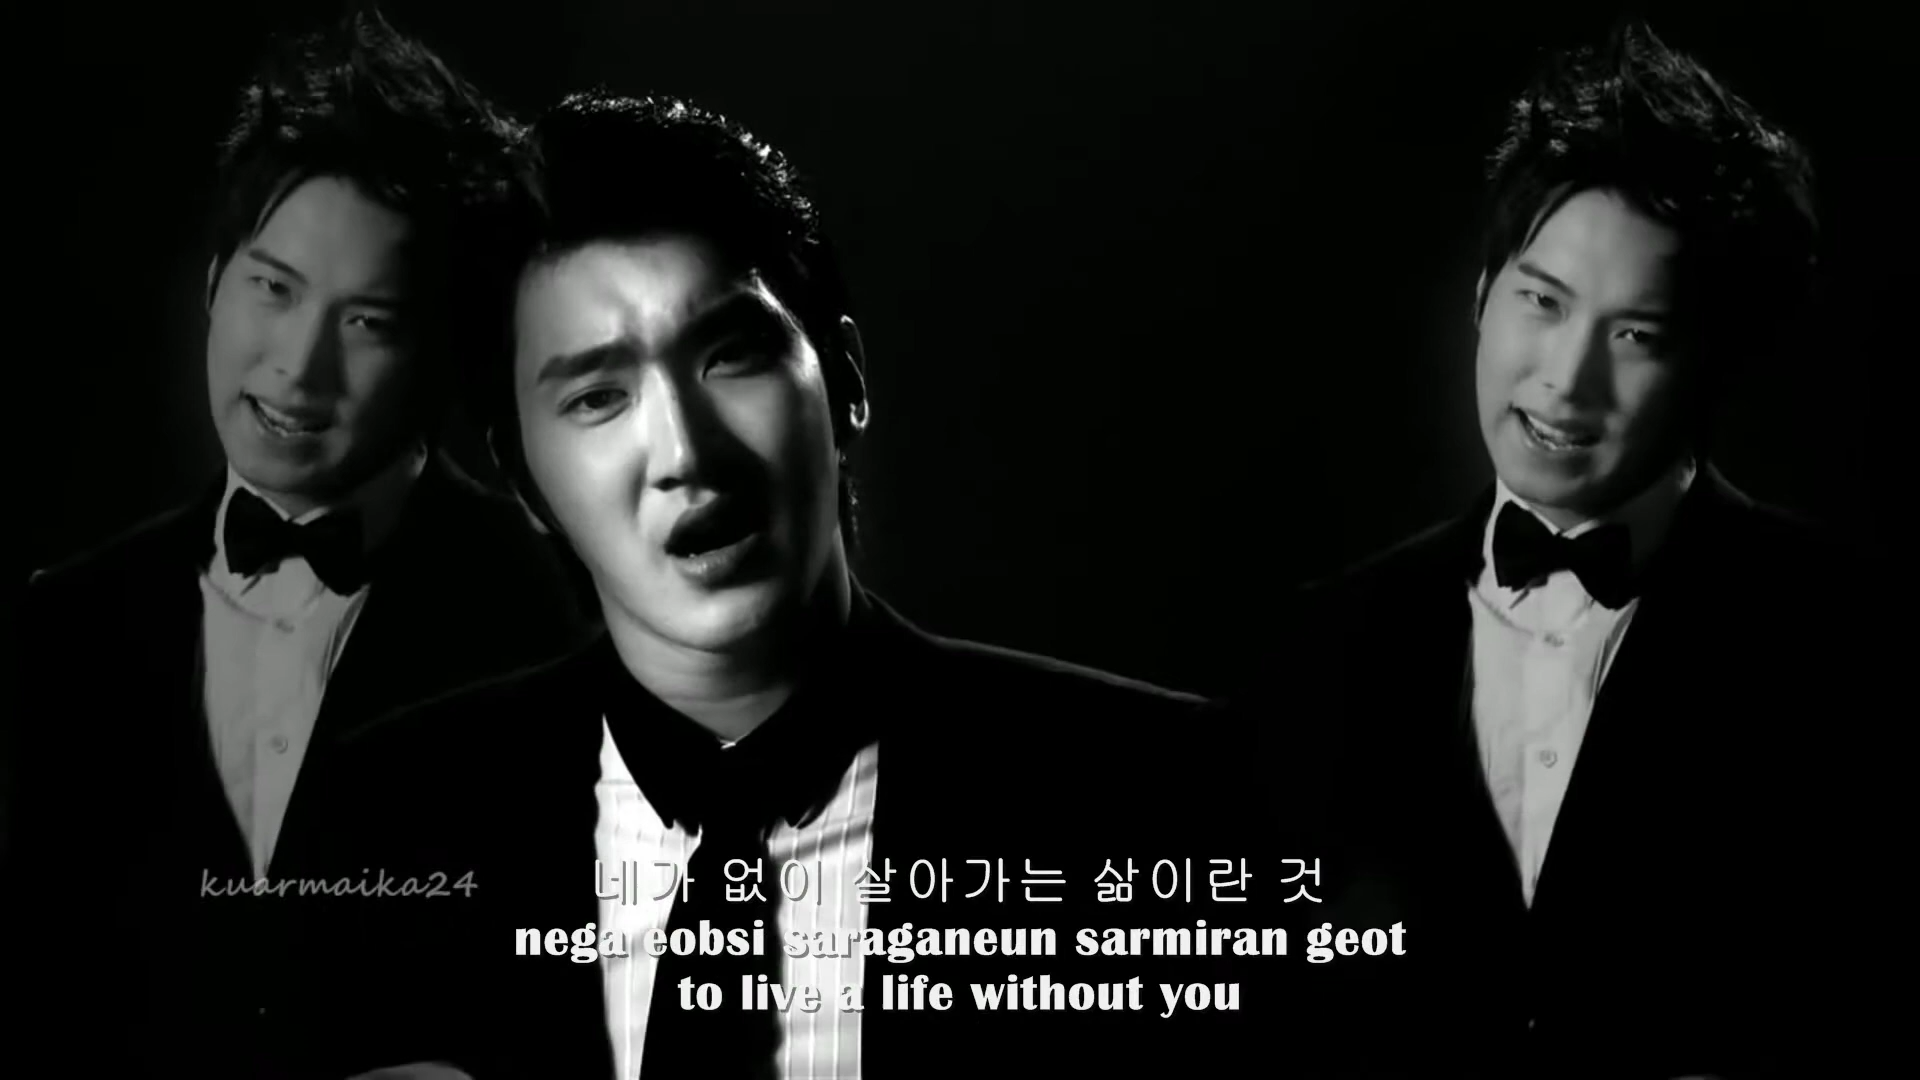 네가 없이 살아가는 삶이란 것
kuarmaika24
nega eobsi saraganeun sarmiran geot
to live a life without you